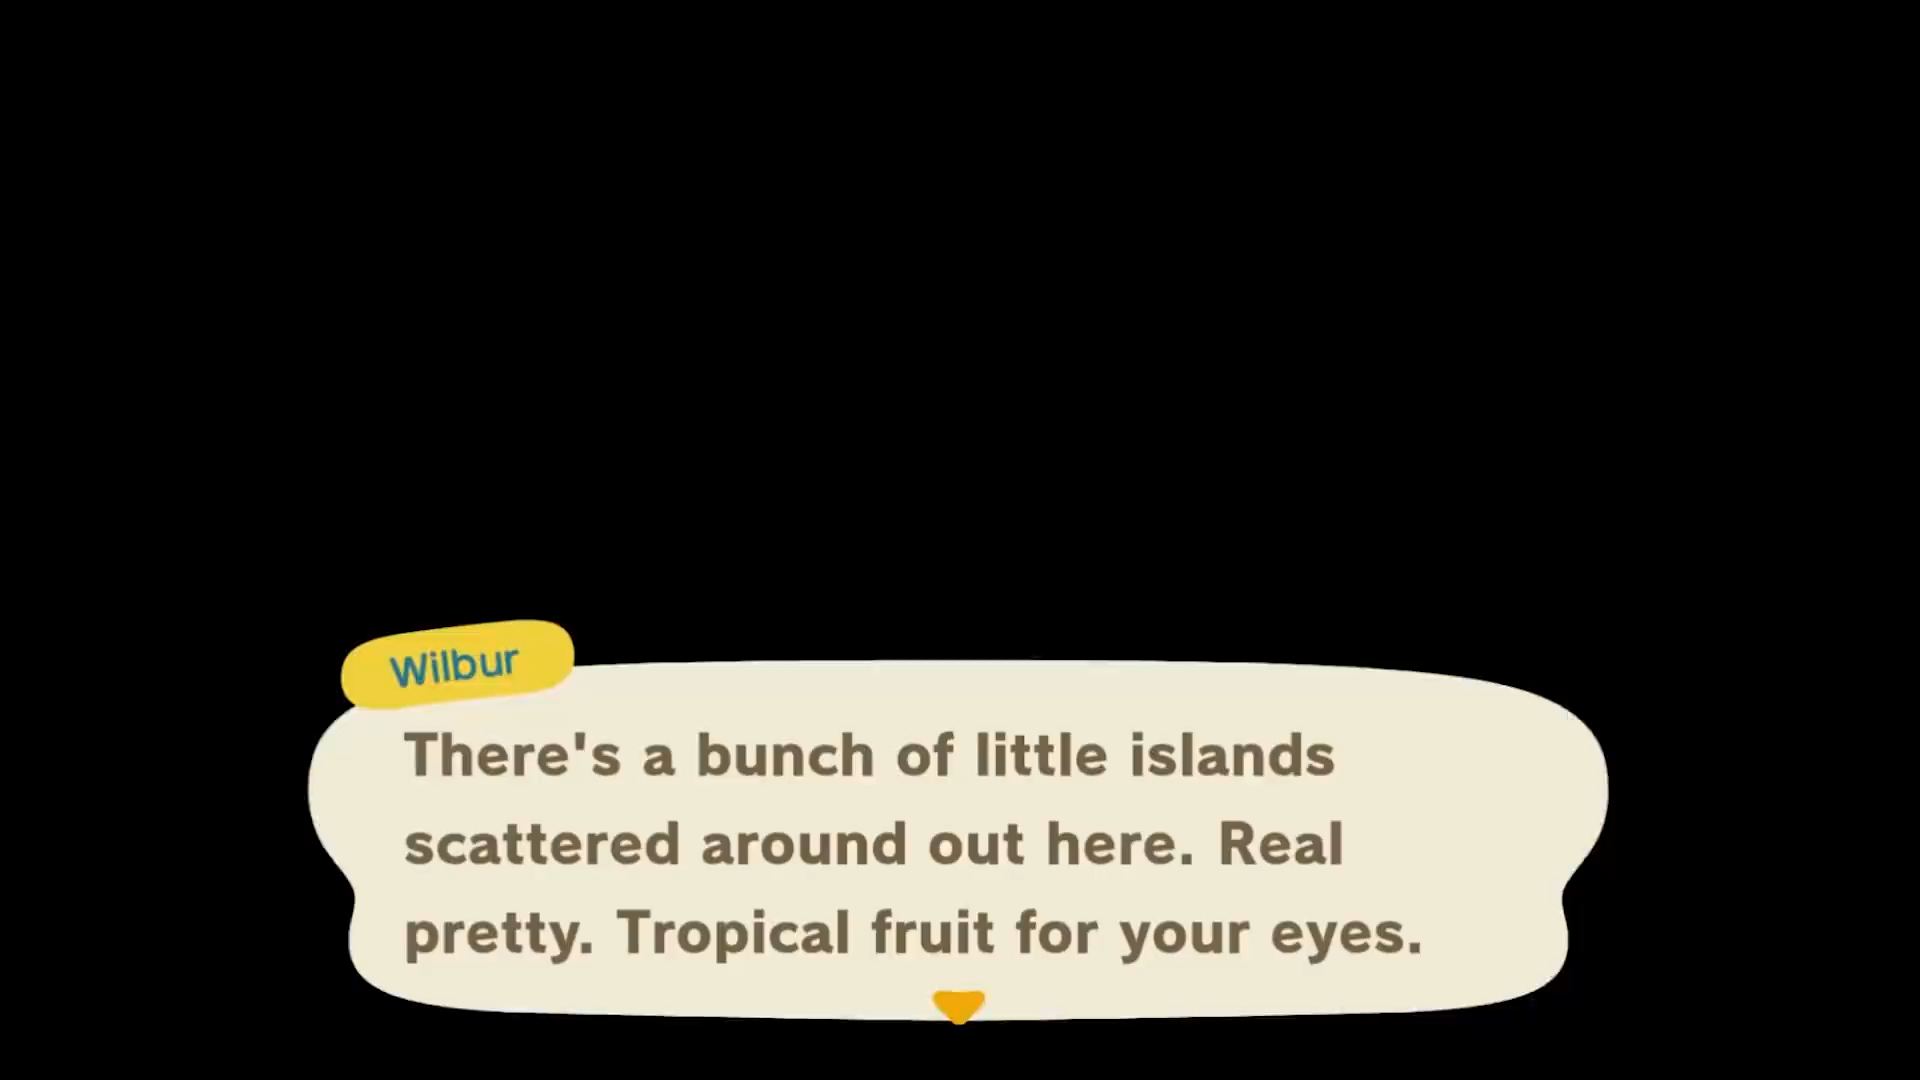 Wilbur
There's a bunch of little islands
scattered around out here. Real
pretty. Tropical fruit for your eyes.